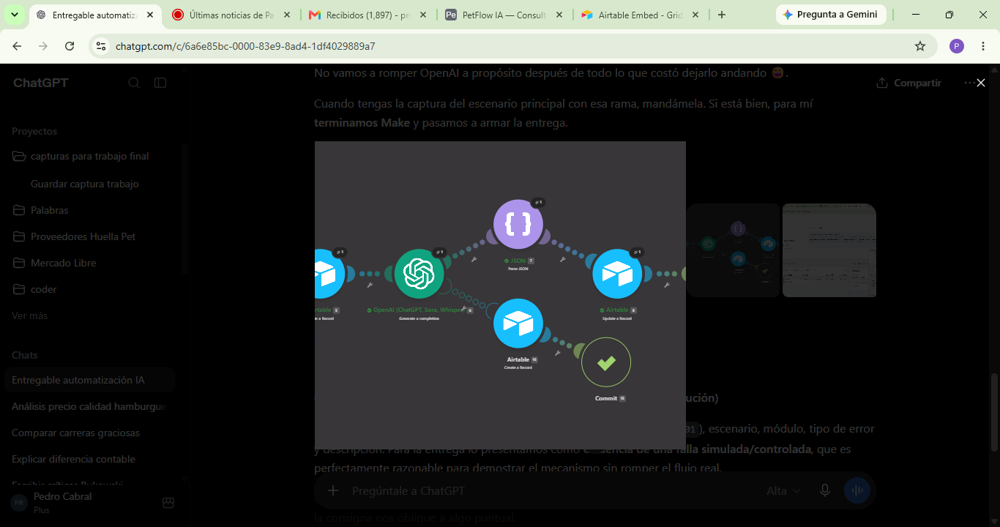 Entregable automatiza
Últimas noticias de Pa
Recibidos (1,897) - pr
PetFlow IA — Consult
Airtable Embed - Grid
Pregunta a Gemini
chatgpt.com/c/6a6e85bc-0000-83e9-8ad4-1df4029889a7
P
No vamos a romper OpenAI a propósito después de todo lo que costó dejarlo andando 😄.
ChatGPT
Compartir
Cuando tengas la captura del escenario principal con esa rama, mandámela. Si está bien, para mí
terminamos Make y pasamos a armar la entrega.
Proyectos
capturas para trabajo final
Guardar captura trabajo
Palabras
Proveedores Huella Pet
Mercado Libre
coder
Ver más
Chats
Entregable automatización IA
Análisis precio calidad hamburgue
Comparar carreras graciosas
Explicar diferencia contable
Pedro Cabral
Plus
PR
1
JSON 7
Parse JSON
1
rtable 5
e a Record
1
OpenAI (ChatGPT, Sora, Whispe 6
Generate a completion
1
Airtable 8
Update a Record
Airtable 16
Create a Record
Commit 15
ución)
01), escenario, módulo, tipo de error
y descripción. Para la entrega lo presentamos como evidencia de una falla simulada/controlada, que es
perfectamente razonable para demostrar el mecanismo sin romper el flujo real.
Pregúntale a ChatGPT
Alta
la consigna nos obligue a algo puntual.